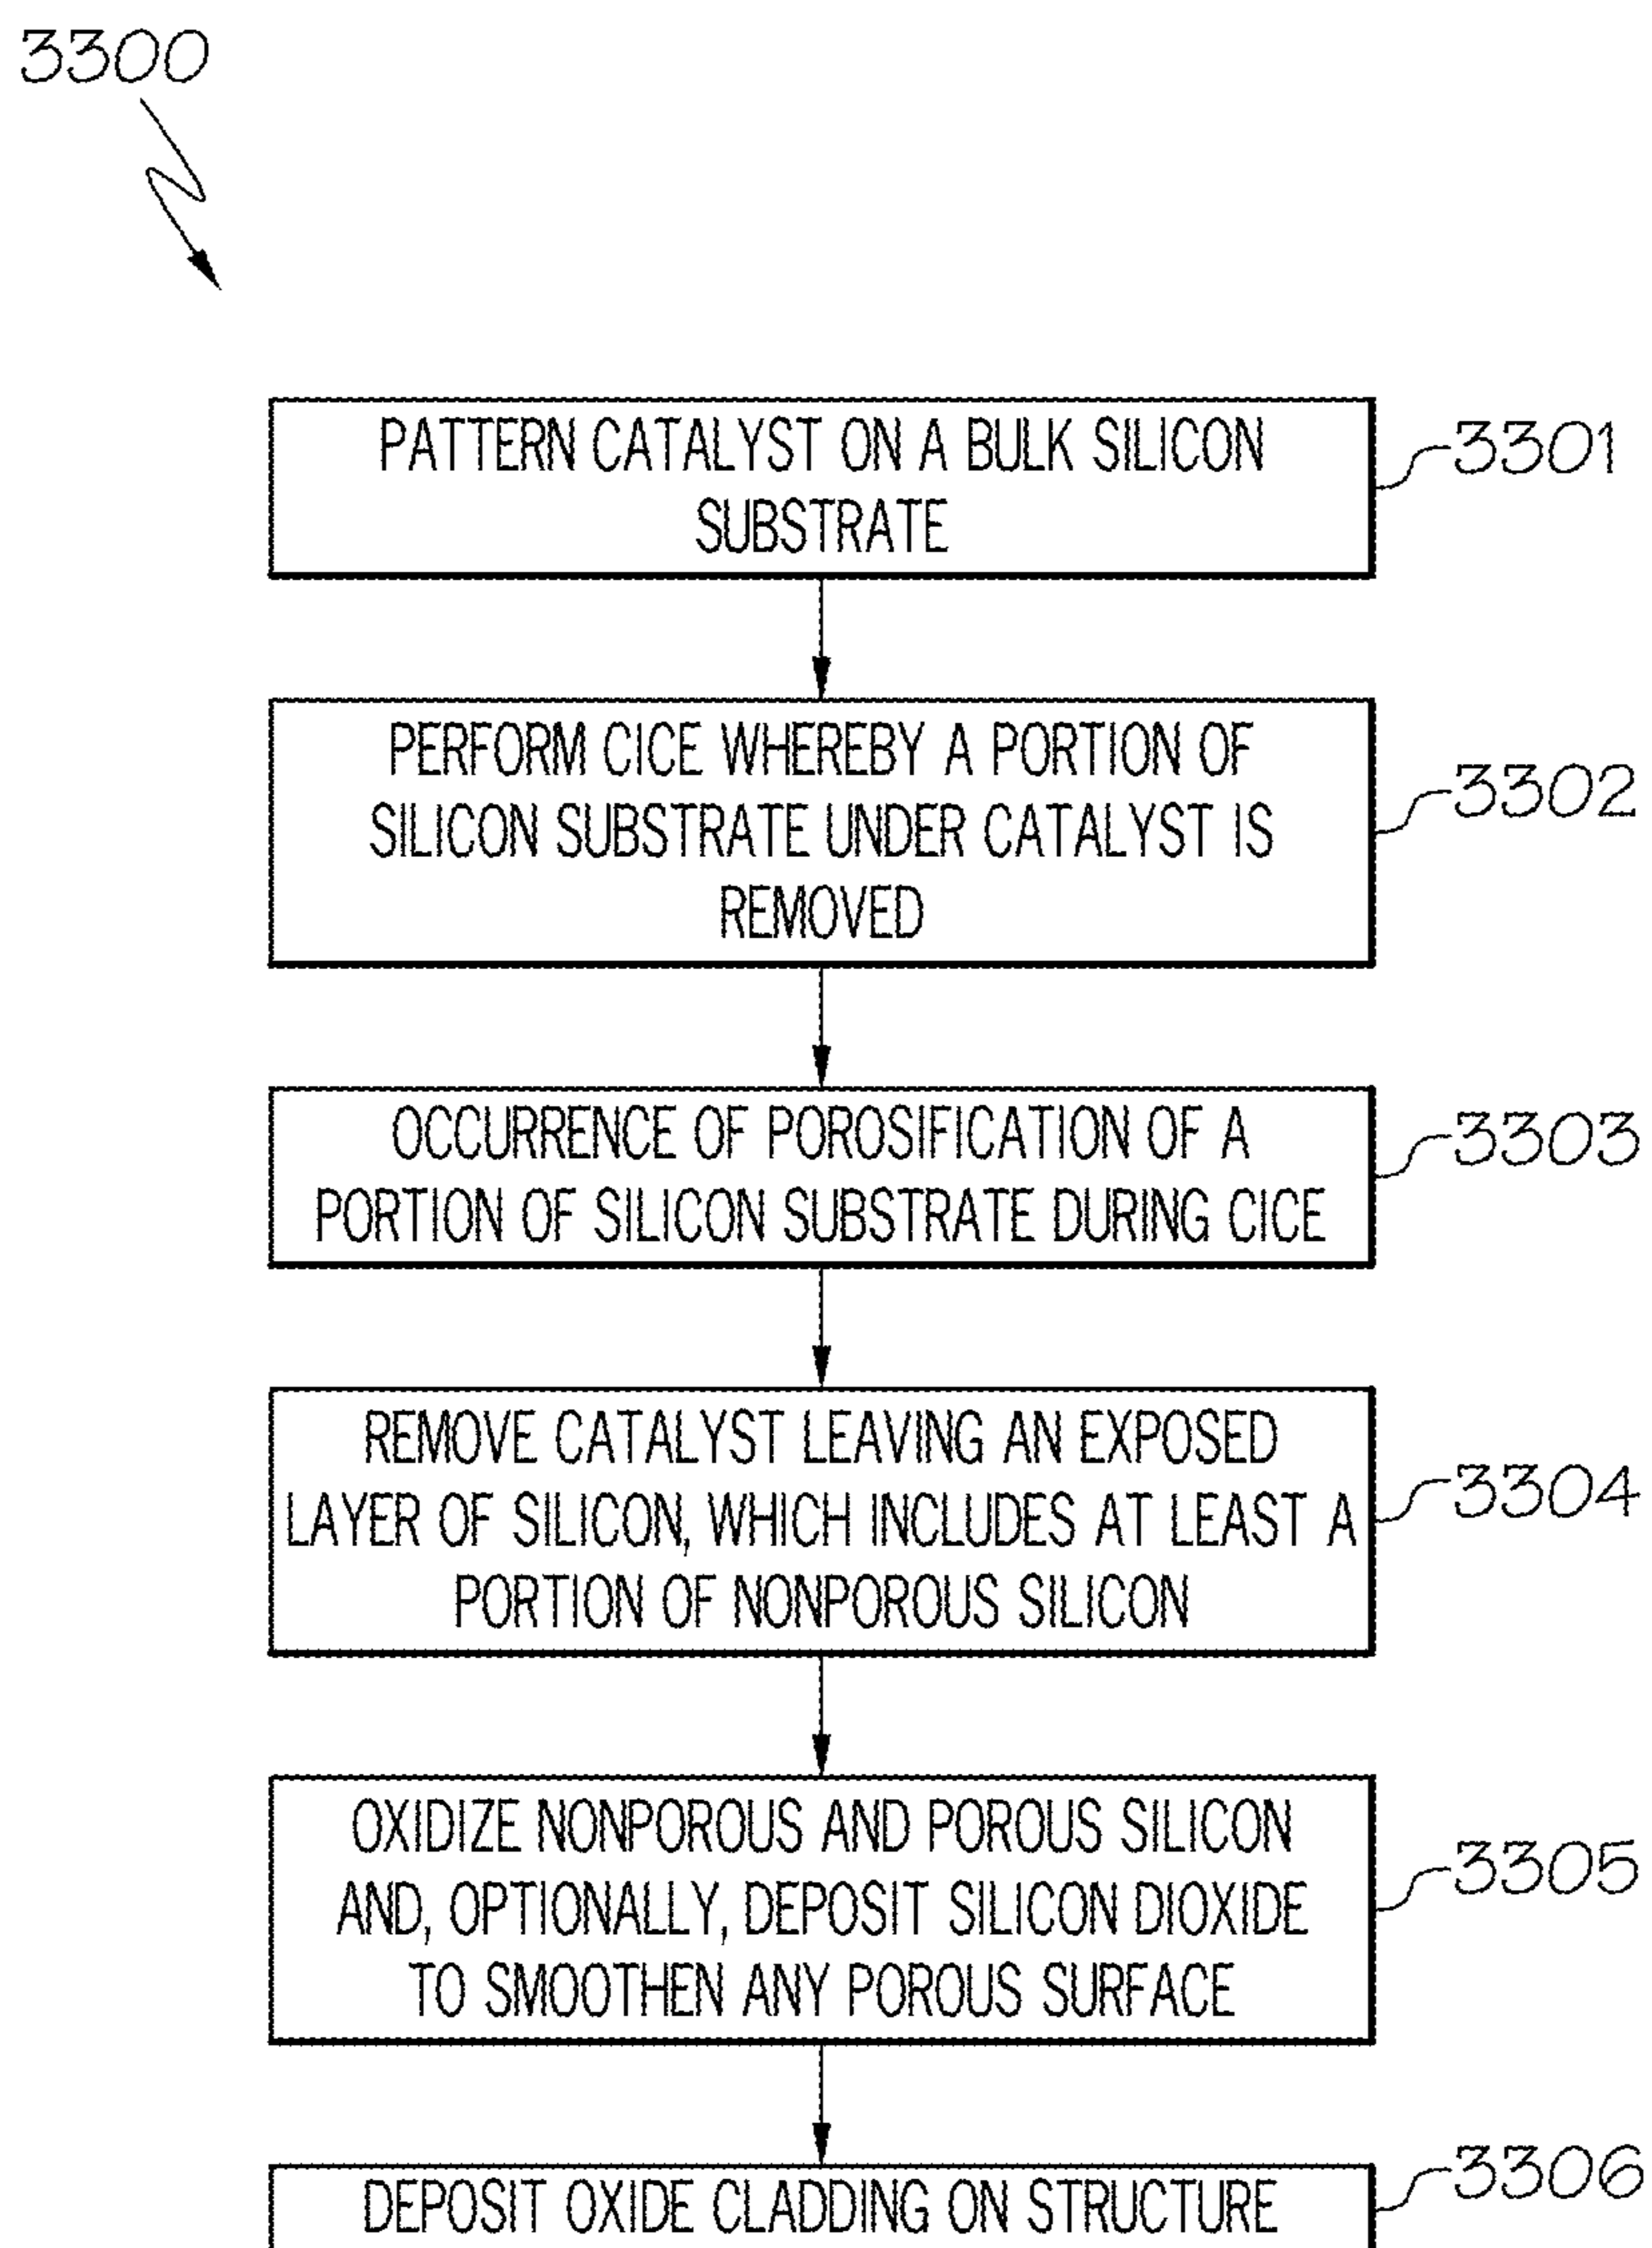 3300
PATTERN CATALYST ON A BULK SILICON
SUBSTRATE
3301
PERFORM CICE WHEREBY A PORTION OF
SILICON SUBSTRATE UNDER CATALYST IS
REMOVED
3302
OCCURRENCE OF POROSIFICATION OF A
PORTION OF SILICON SUBSTRATE DURING CICE
3303
REMOVE CATALYST LEAVING AN EXPOSED
LAYER OF SILICON, WHICH INCLUDES AT LEAST A
PORTION OF NONPOROUS SILICON
3304
OXIDIZE NONPOROUS AND POROUS SILICON
AND, OPTIONALLY, DEPOSIT SILICON DIOXIDE
TO SMOOTHEN ANY POROUS SURFACE
3305
DEPOSIT OXIDE CLADDING ON STRUCTURE
3306